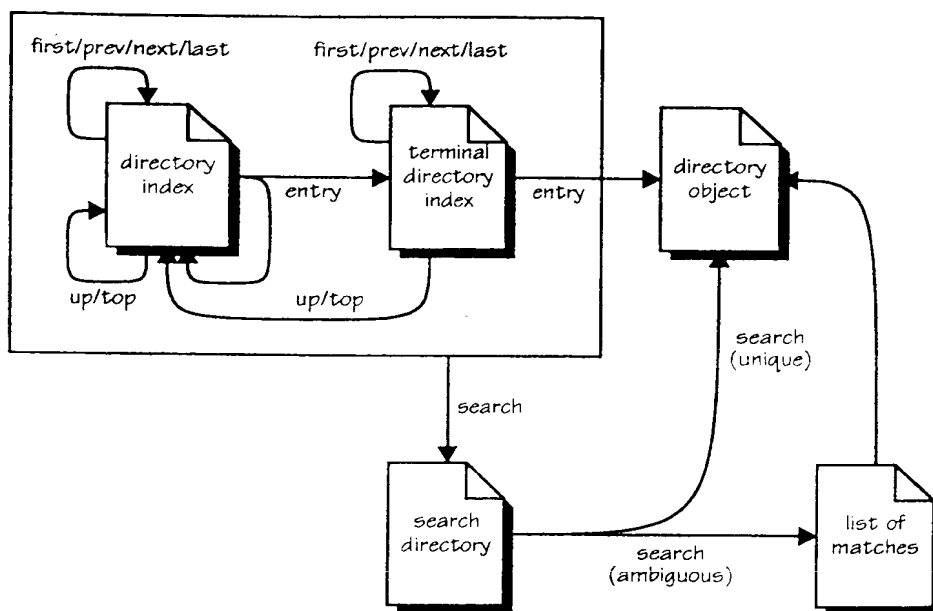 first/prev/next/last
first/prev/next/last
directory
index
terminal
directory
index
directory
object
entry
entry
up/top
up/top
search
(unique)
search
search
directory
list of
matches
search
(ambiguous)